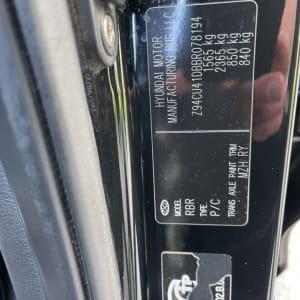 HYUNDAI MOTOR
MANUFACTURING RUS LLC
Z94CU41DBBR078194
1565 kg
2365 kg
850 kg
840 kg
MODEL
RBR
TYPE
P/C
TRANS AXLE PAINT TRM
MZH RY